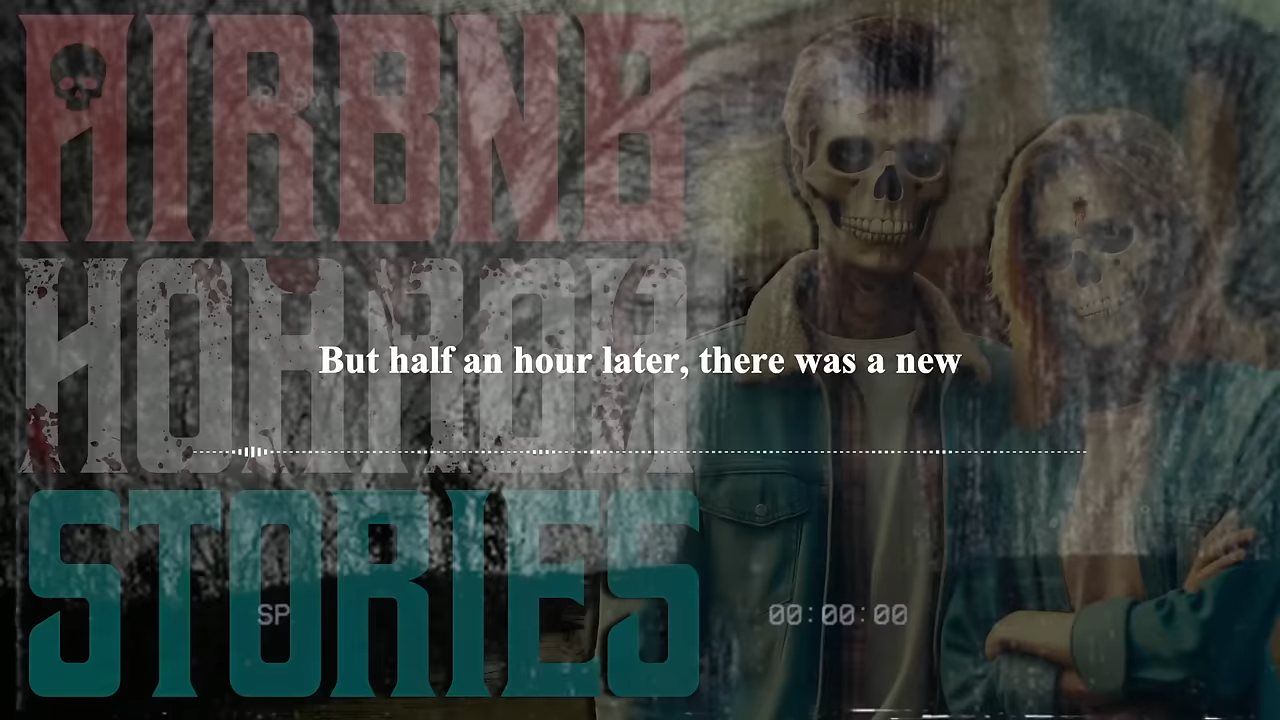 AIRBNB
HORROR
STORIES
But half an hour later, there was a new
SP
00:00:00